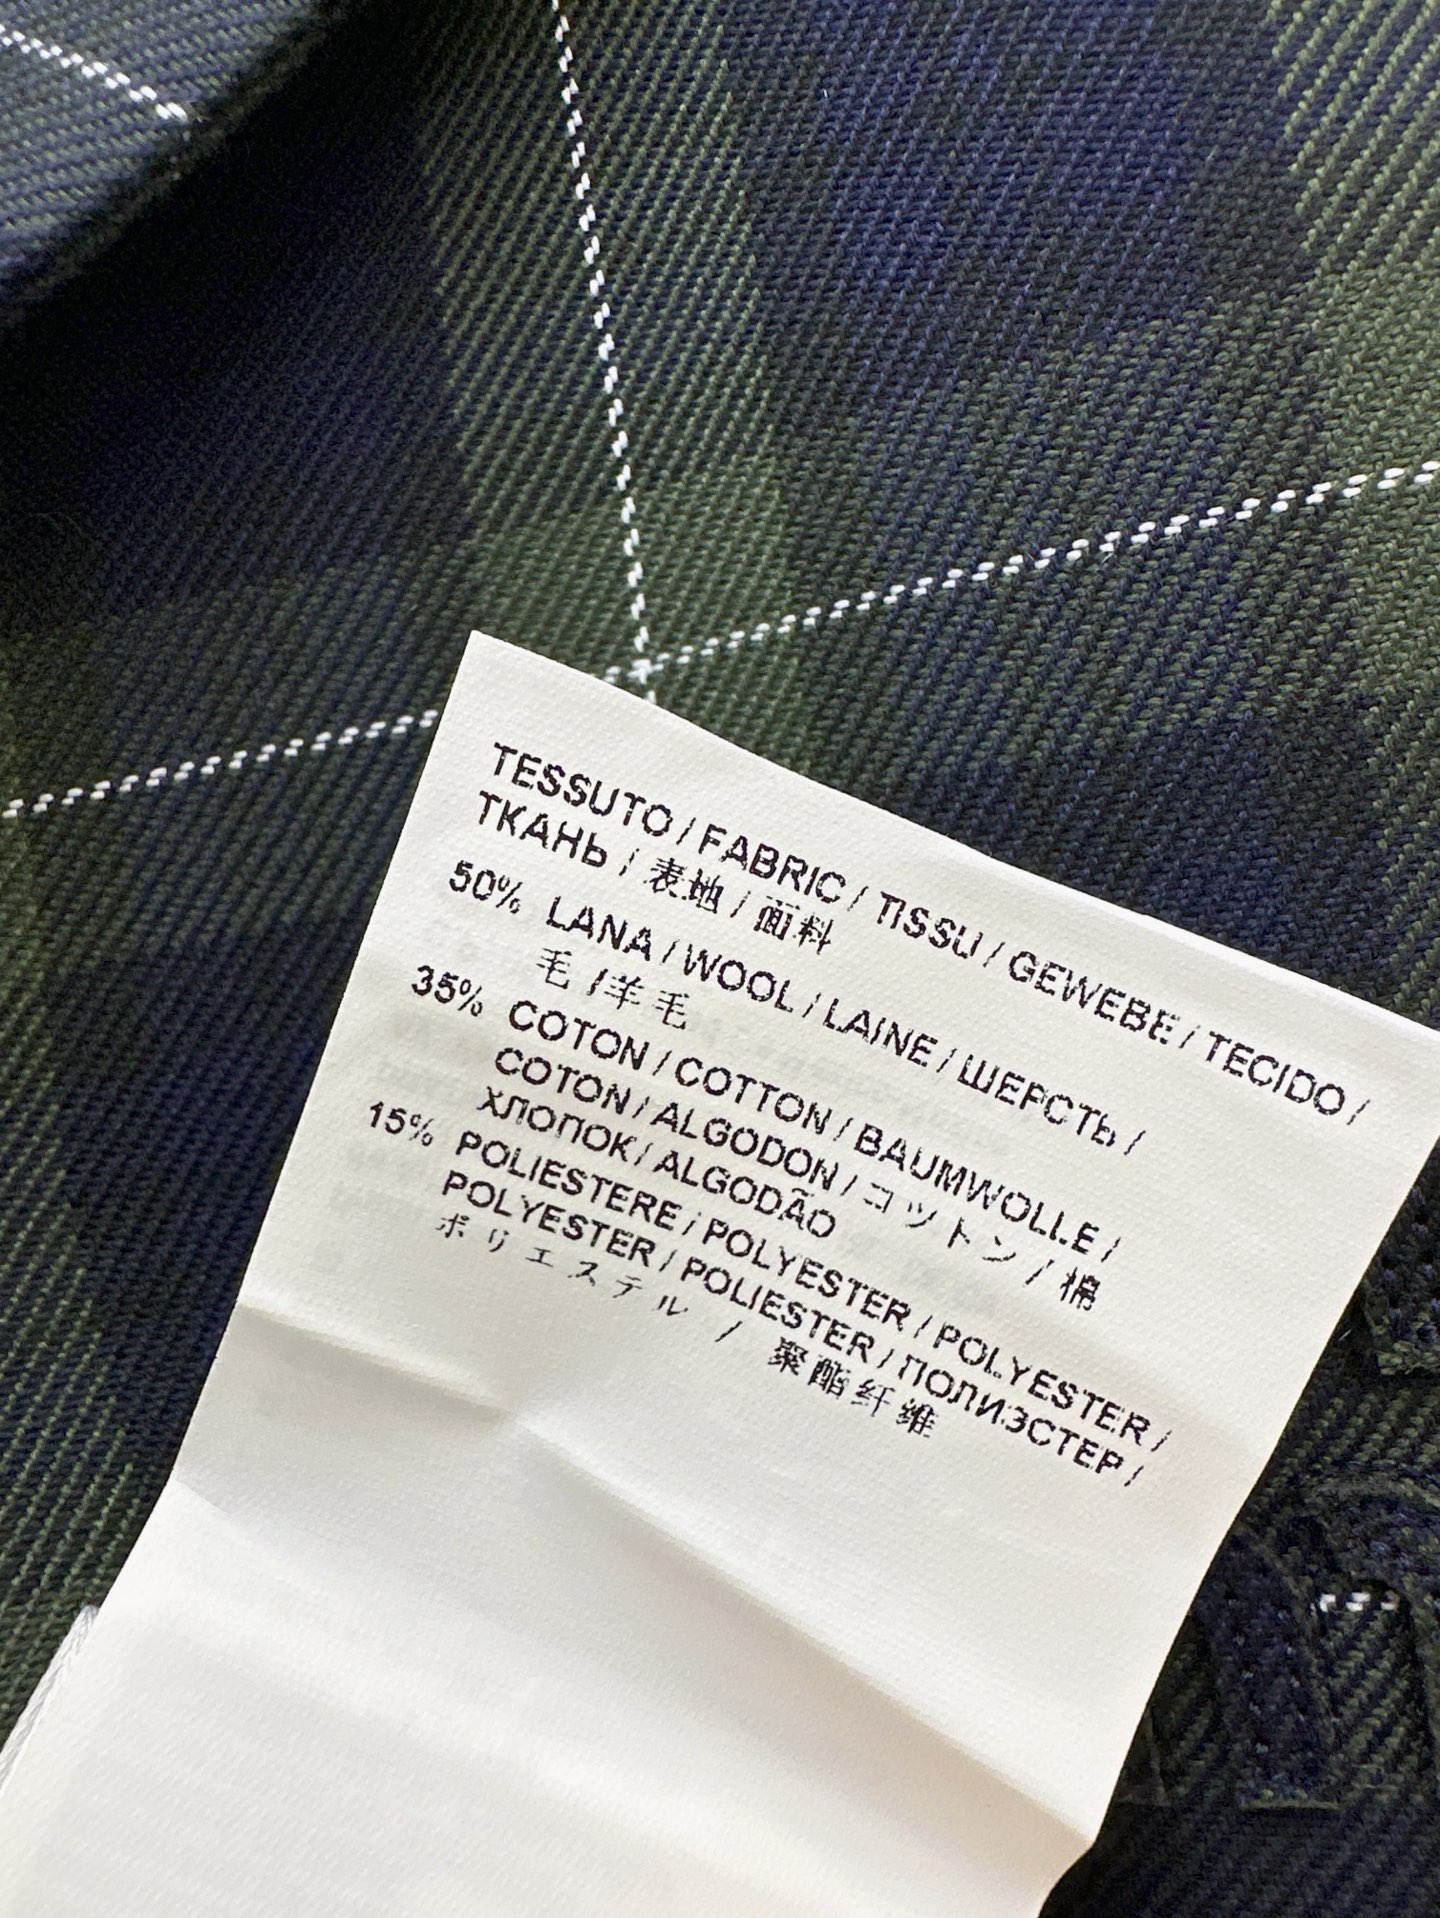 TESSUTO / FABRIC / TISSU / GEWEBE / TECIDO /
ТКАНЬ / 表地 / 面料
50% LANA / WOOL / LAINE / ШЕРСТЬ /
毛 / 羊毛
35% COTON / COTTON / BAUMWOLLE /
COTON / ALGODON / コットン / 棉
ХЛОПОК / ALGODÃO
15% POLIESTERE / POLYESTER / POLYESTER /
POLYESTER / POLIESTER / ПОЛИЭСТЕР /
ポリエステル / 聚酯纤维